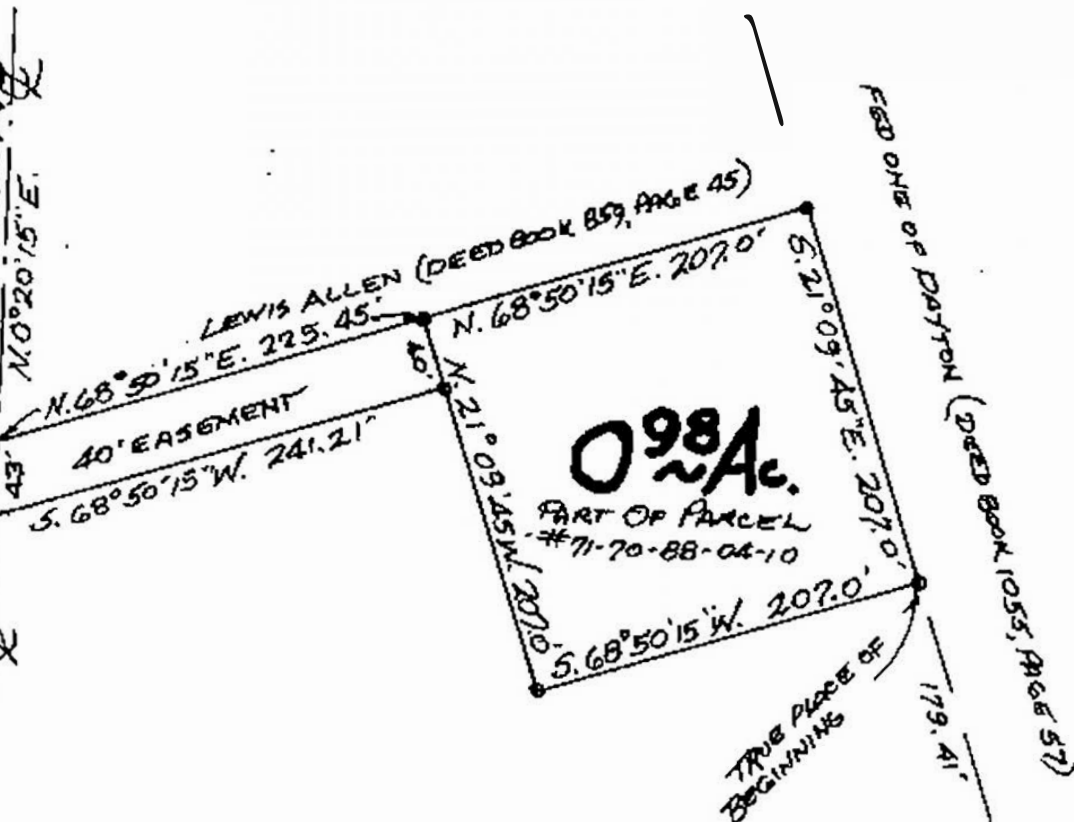 N.0°20'15"E.
LEWIS ALLEN (DEED BOOK 859, PAGE 45)
N.68°50'15"E. 225.45'
N. 68°50'15"E. 207.0'
FED ONE OF DAYTON (DEED BOOK 1055, PAGE 57)
S. 21°09'45"E. 207.0'
40'
40' EASEMENT
43'
S. 68°50'15"W. 241.21'
N. 21°09'45"W. 207.0'
0.98 Ac.
PART OF PARCEL
#71-70-88-04-10
S. 68°50'15"W. 207.0'
TRUE PLACE OF
BEGINNING
179.41'